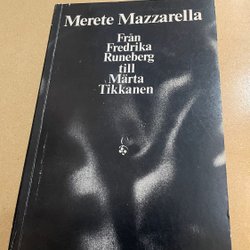 Merete Mazzarella
Från
Fredrika
Runeberg
till
Märta
Tikkanen